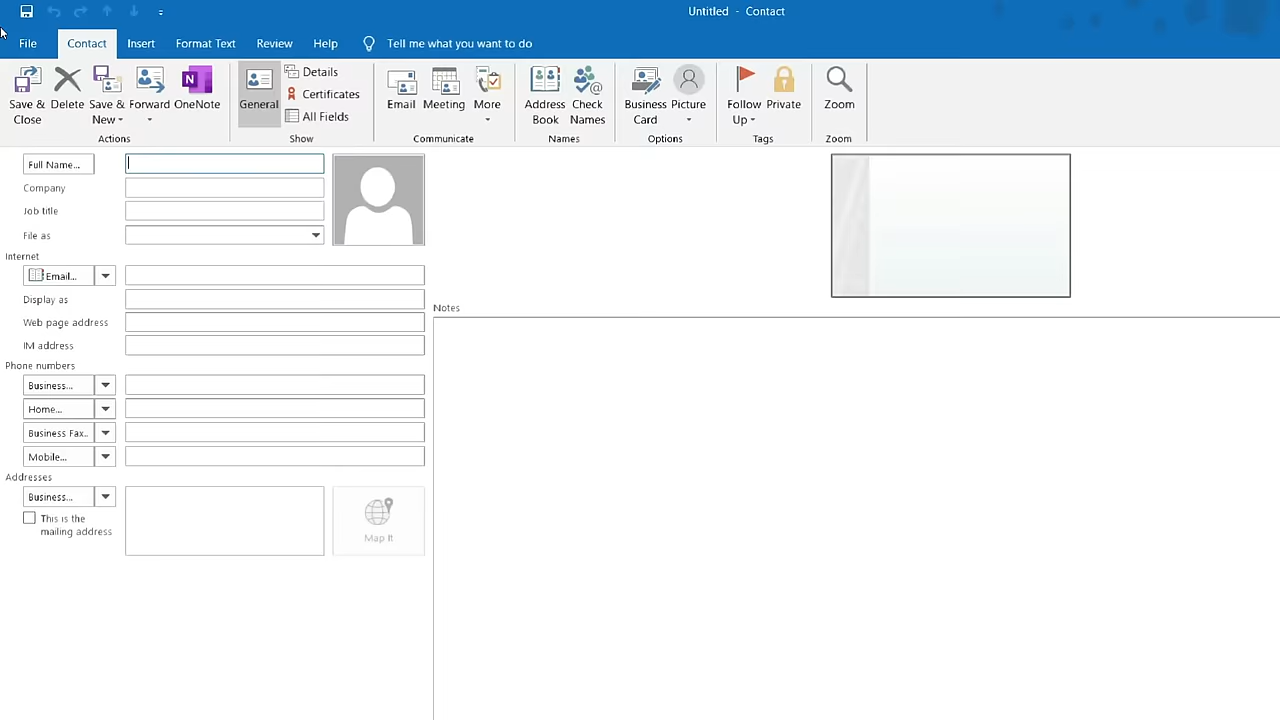 Untitled - Contact
File Contact Insert Format Text Review Help Tell me what you want to do
Save & Close
Delete
Save & New
Forward
OneNote
General
Details
Certificates
All Fields
Email
Meeting
More
Address Book
Check Names
Business Card
Picture
Follow Up
Private
Zoom
Actions Show Communicate Names Options Tags Zoom
Full Name...
Company
Job title
File as
Internet
Email...
Display as
Web page address
IM address
Phone numbers
Business...
Home...
Business Fax..
Mobile...
Addresses
Business...
This is the
mailing address
Map It
Notes